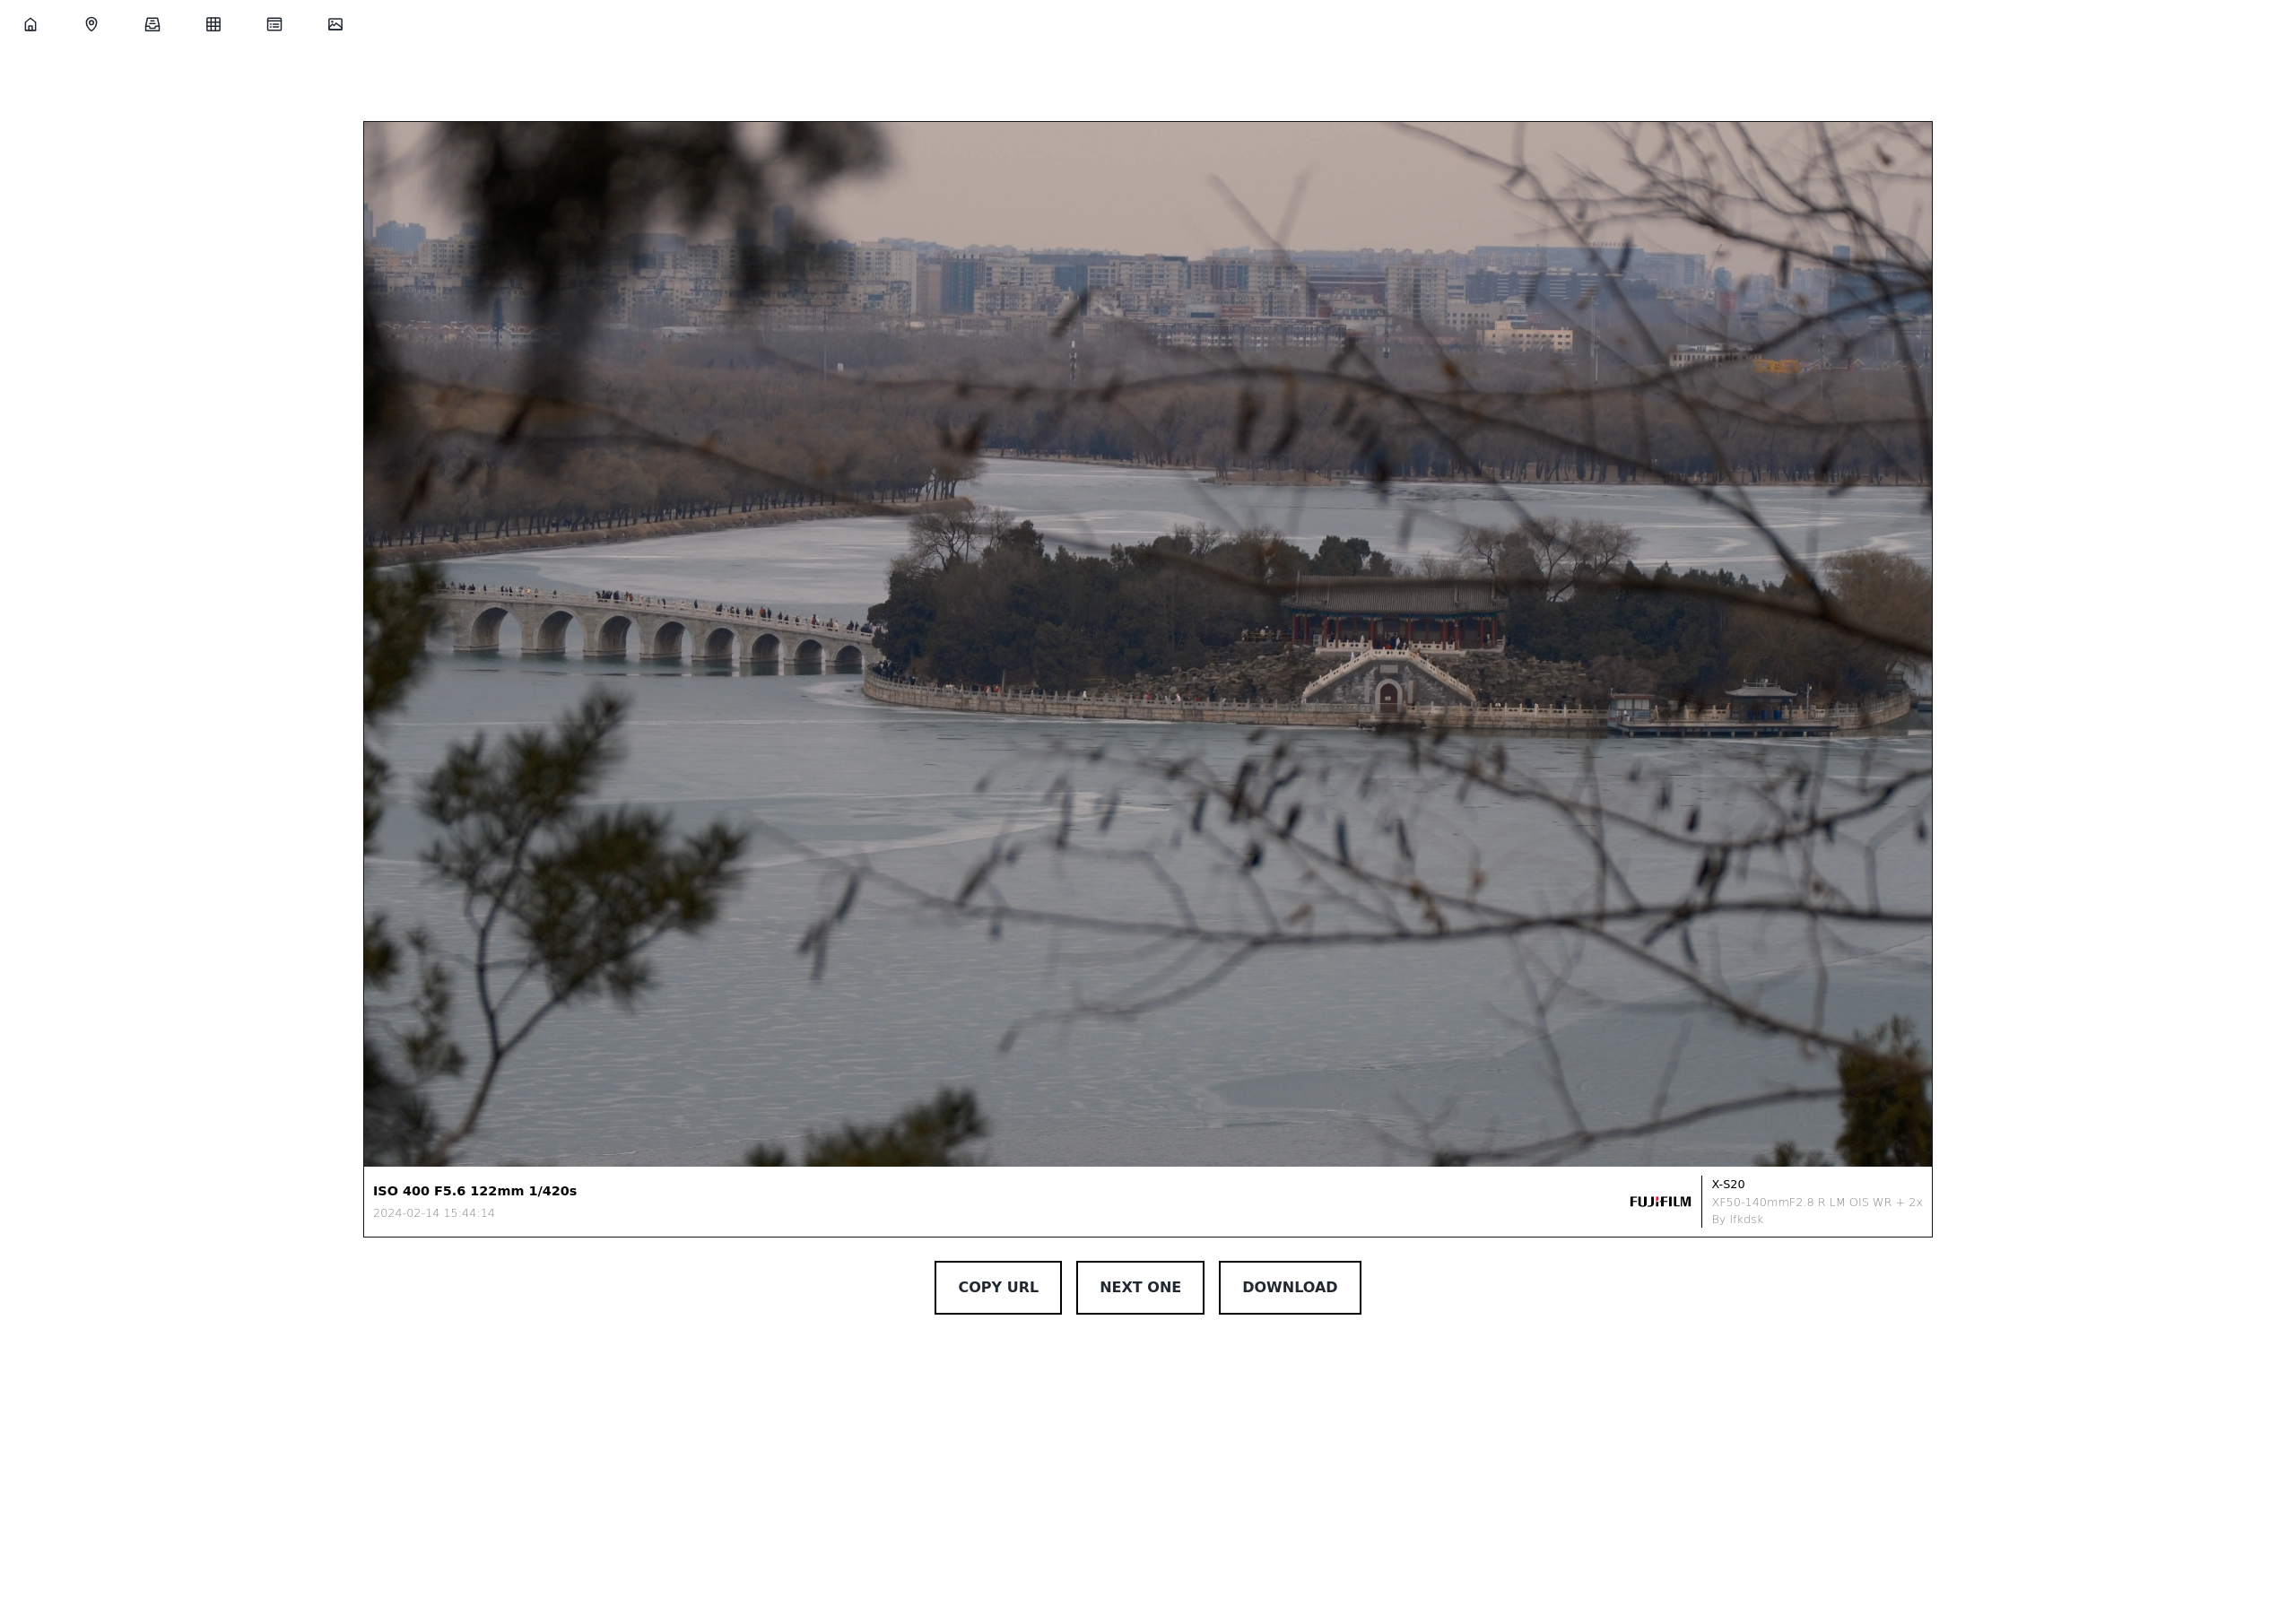 ISO 400 F5.6 122mm 1/420s
2024-02-14 15:44:14
FUJIFILM
X-S20
XF50-140mmF2.8 R LM OIS WR + 2x
By lfkdsk
COPY URL
NEXT ONE
DOWNLOAD